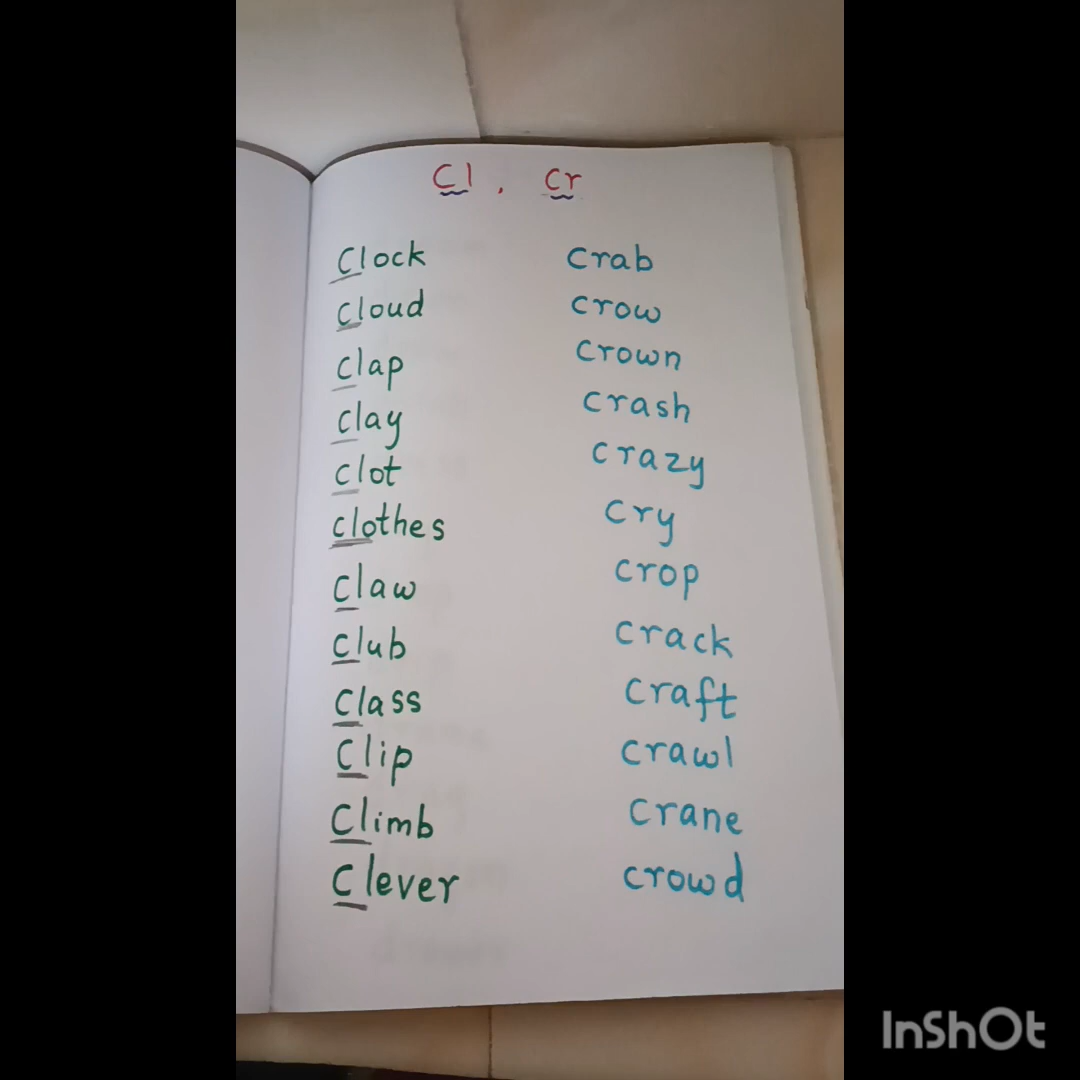 Cl, Cr
Clock crab
cloud crow
clap crown
clay crash
clot crazy
clothes cry
claw crop
club crack
class craft
Clip crawl
Climb crane
Clever crowd
InShOt